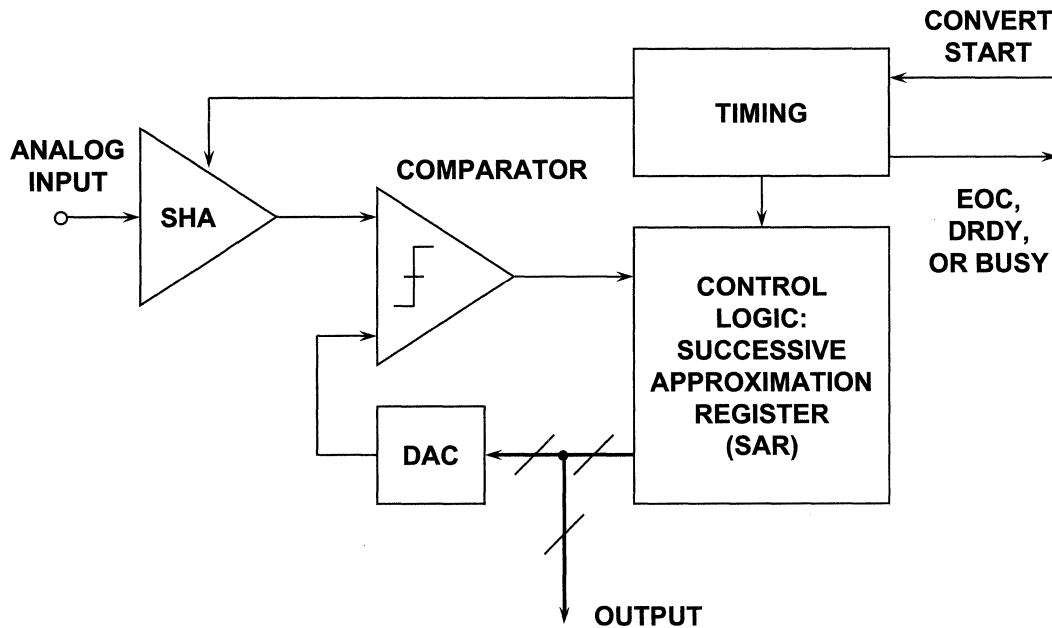 CONVERT
START
TIMING
ANALOG
INPUT
SHA
COMPARATOR
EOC,
DRDY,
OR BUSY
CONTROL
LOGIC:
SUCCESSIVE
APPROXIMATION
REGISTER
(SAR)
DAC
OUTPUT